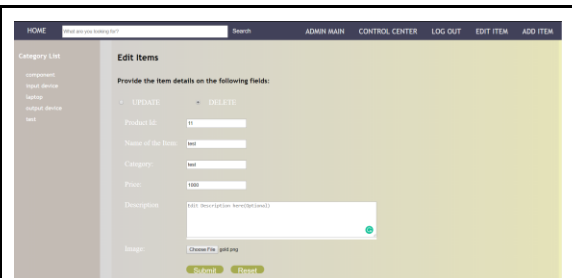 HOME What are you looking for? Search ADMIN MAIN CONTROL CENTER LOG OUT EDIT ITEM ADD ITEM
Category List
component
input device
laptop
output device
test
Edit Items
Provide the item details on the following fields:
UPDATE DELETE
Product Id: 11
Name of the Item: test
Category: test
Price: 1000
Description: Edit Description here(Optional)
Image: Choose File gold.png
Submit Reset